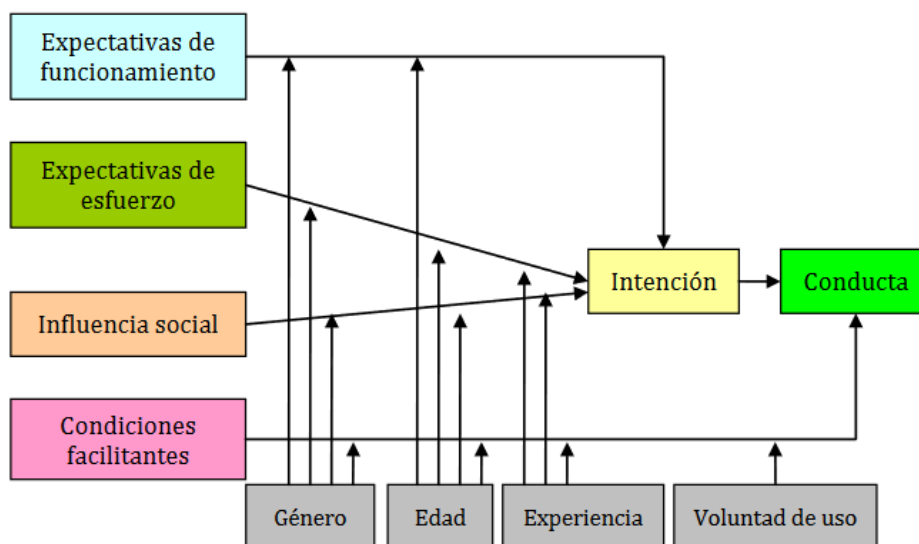 Expectativas de
funcionamiento
Expectativas de
esfuerzo
Intención
Conducta
Influencia social
Condiciones
facilitantes
Género
Edad
Experiencia
Voluntad de uso